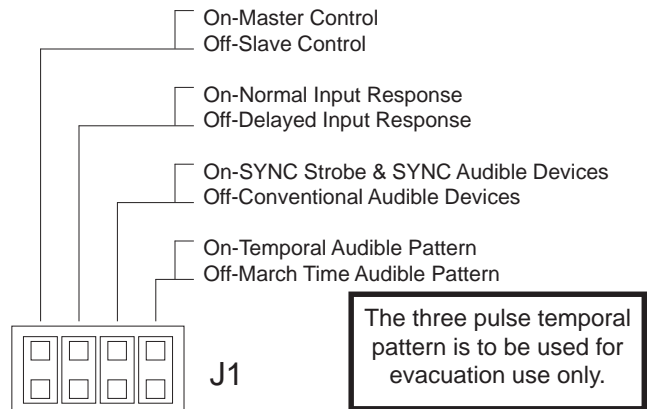 On-Master Control
Off-Slave Control
On-Normal Input Response
Off-Delayed Input Response
On-SYNC Strobe & SYNC Audible Devices
Off-Conventional Audible Devices
On-Temporal Audible Pattern
Off-March Time Audible Pattern
J1
The three pulse temporal
pattern is to be used for
evacuation use only.